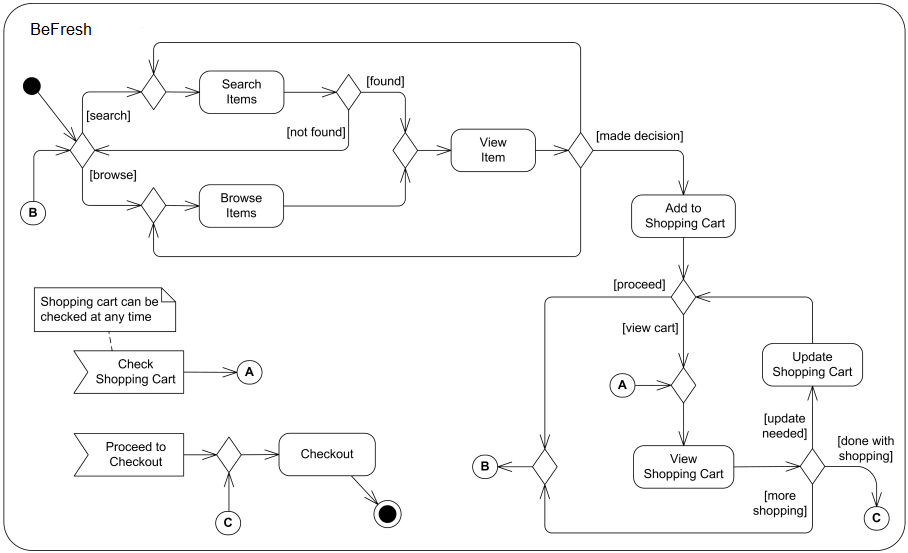 BeFresh
Search
Items
[found]
[search]
[not found]
[made decision]
View
Item
[browse]
Browse
Items
B
Add to
Shopping Cart
Shopping cart can be
checked at any time
[proceed]
[view cart]
Check
Shopping Cart
A
A
Update
Shopping Cart
[update
needed]
[done with
shopping]
Proceed to
Checkout
Checkout
B
View
Shopping Cart
[more
shopping]
C
C